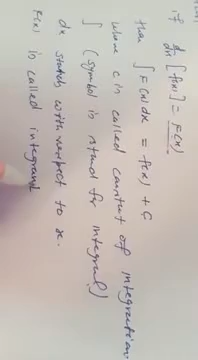 if d/dx [f(x)] = F(x)
then ∫ F(x) dx = f(x) + c
where c is called constant of integration
∫ (symbol is stand for integral)
dx stands with respect to x.
F(x) is called integrand